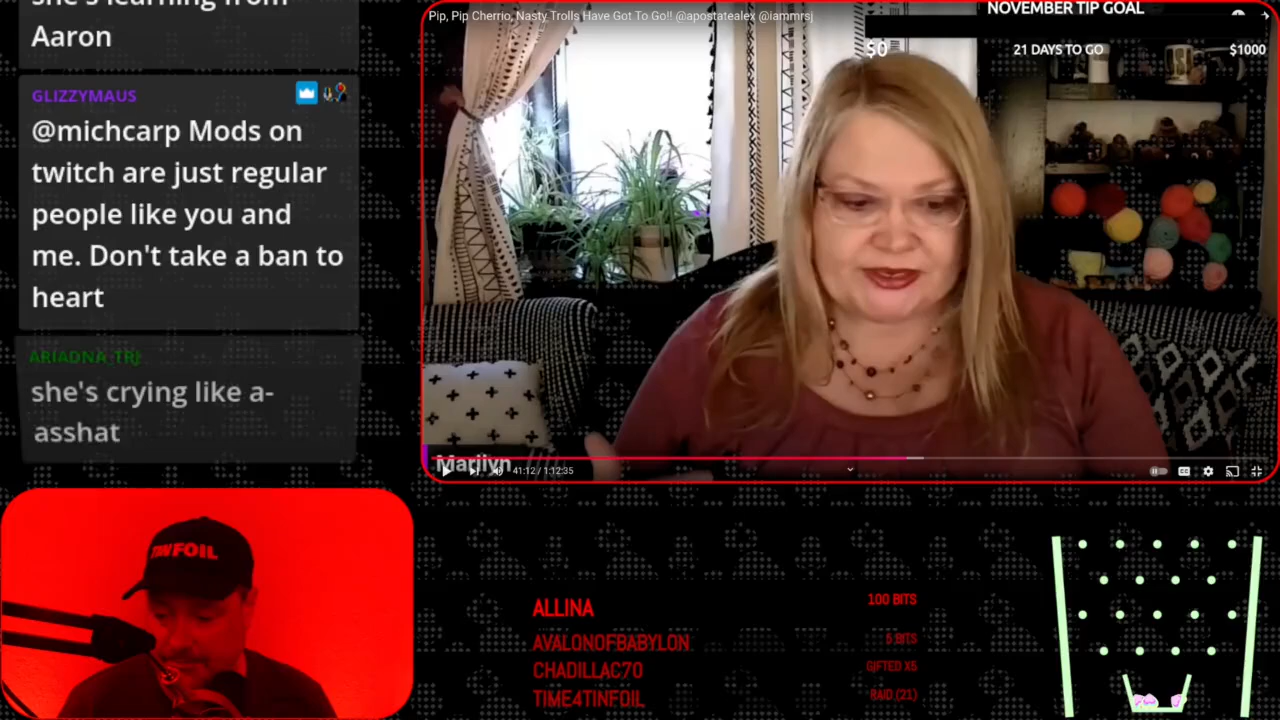 she's learning from
Aaron
GLIZZYMAUS
@michcarp Mods on
twitch are just regular
people like you and
me. Don't take a ban to
heart
ARIADNA_TRJ
she's crying like a-
asshat
Pip, Pip Cherrio, Nasty Trolls Have Got To Go!! @apostatealex @iammrsj
NOVEMBER TIP GOAL
$0
21 DAYS TO GO
$1000
Marilyn
41:12 / 1:12:35
CC
TINFOIL
ALLINA
100 BITS
AVALONOFBABYLON
5 BITS
CHADILLAC70
GIFTED X5
TIME4TINFOIL
RAID (21)